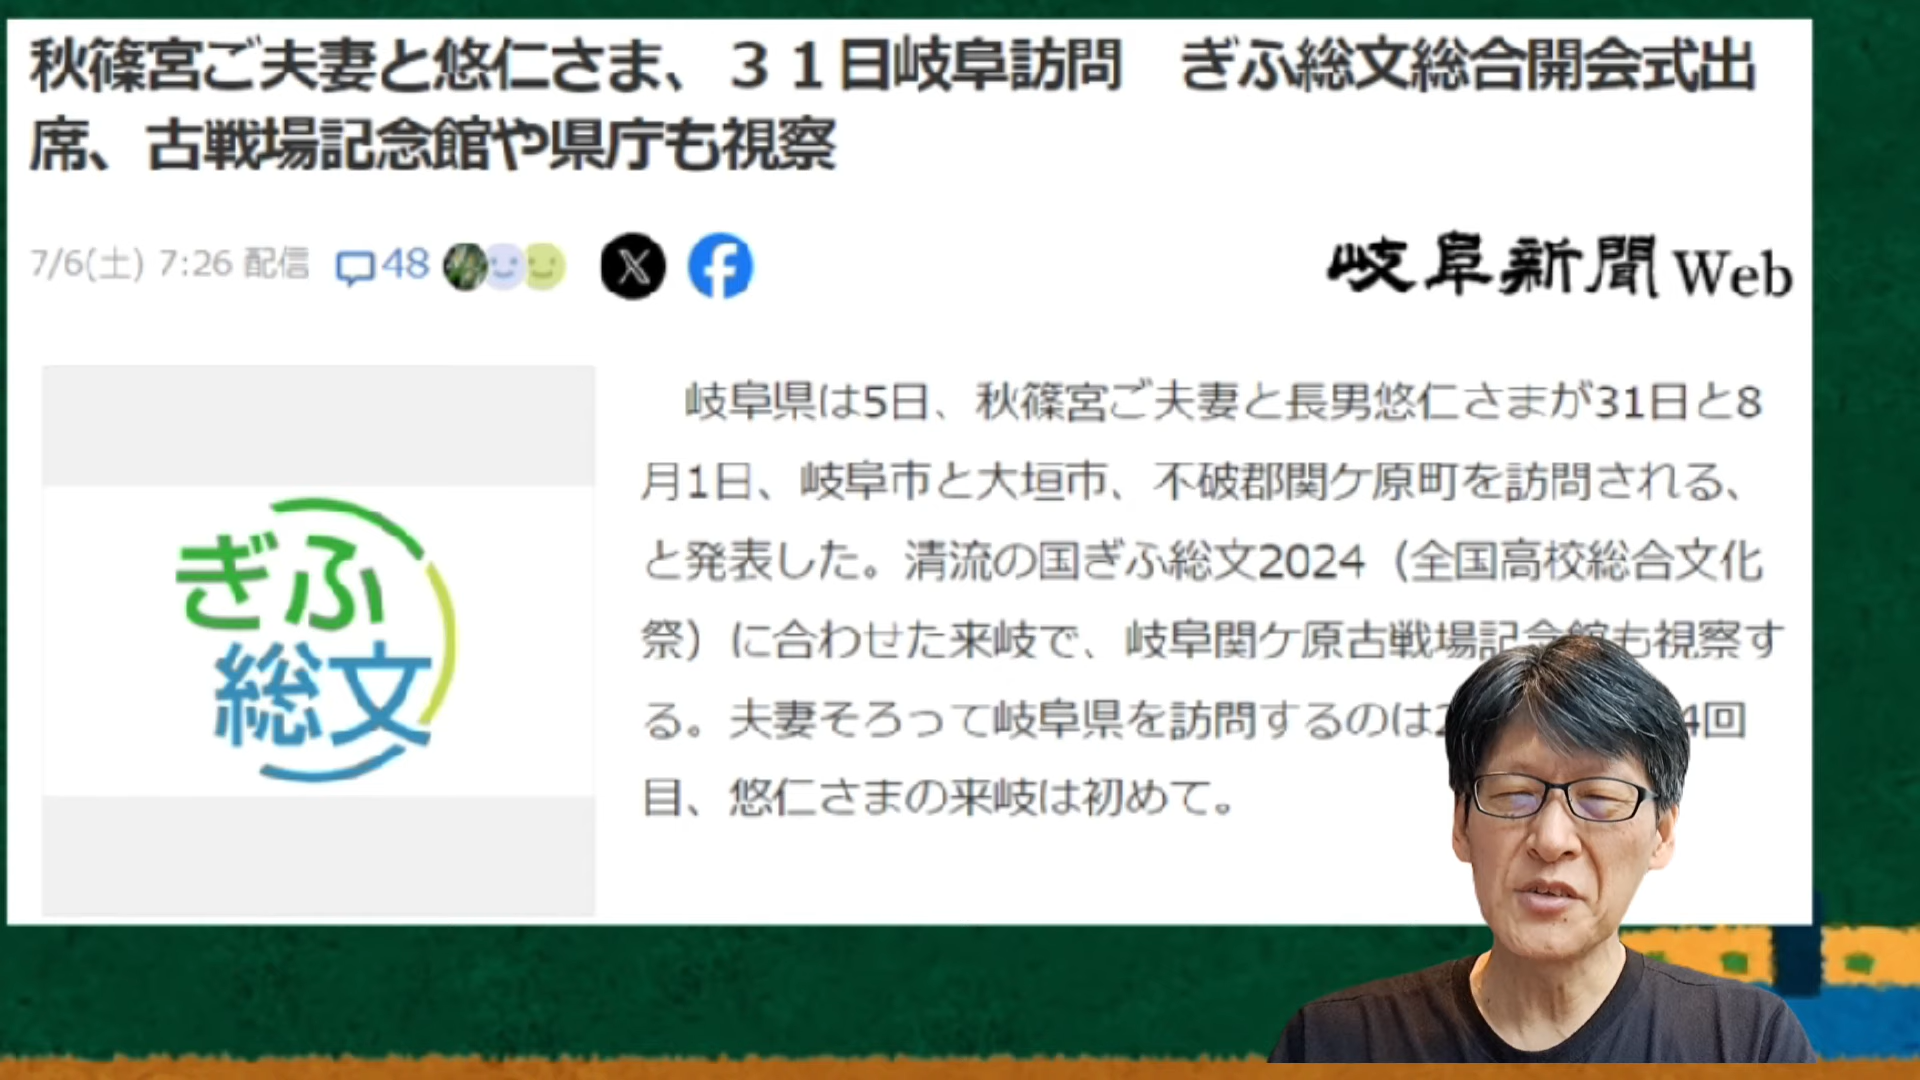 秋篠宮ご夫妻と悠仁さま、３１日岐阜訪問　ぎふ総文総合開会式出
席、古戦場記念館や県庁も視察
7/6(土) 7:26 配信 48
岐阜新聞 Web
ぎふ
総文
岐阜県は5日、秋篠宮ご夫妻と長男悠仁さまが31日と8
月1日、岐阜市と大垣市、不破郡関ケ原町を訪問される、
と発表した。清流の国ぎふ総文2024（全国高校総合文化
祭）に合わせた来岐で、岐阜関ケ原古戦場記念館も視察す
る。夫妻そろって岐阜県を訪問するのは 回
目、悠仁さまの来岐は初めて。